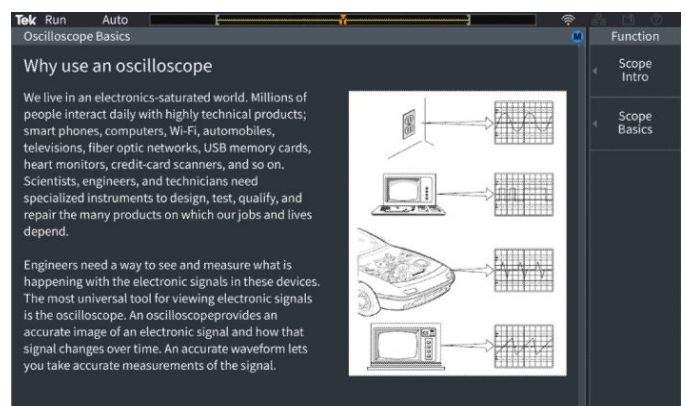 Tek Run Auto
Oscilloscope Basics
M
Function
Why use an oscilloscope
We live in an electronics-saturated world. Millions of
people interact daily with highly technical products;
smart phones, computers, Wi-Fi, automobiles,
televisions, fiber optic networks, USB memory cards,
heart monitors, credit-card scanners, and so on.
Scientists, engineers, and technicians need
specialized instruments to design, test, qualify, and
repair the many products on which our jobs and lives
depend.
Engineers need a way to see and measure what is
happening with the electronic signals in these devices.
The most universal tool for viewing electronic signals
is the oscilloscope. An oscilloscopeprovides an
accurate image of an electronic signal and how that
signal changes over time. An accurate waveform lets
you take accurate measurements of the signal.
Scope
Intro
Scope
Basics